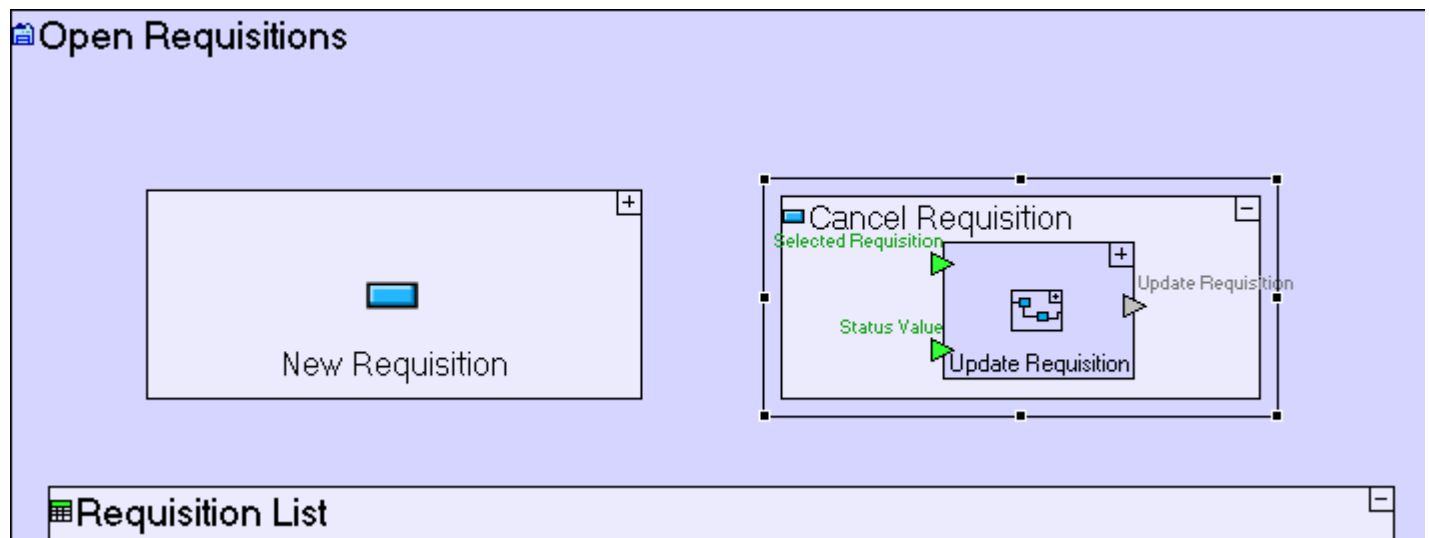 Open Requisitions
Cancel Requisition
Selected Requisition
Update Requisition
Status Value
New Requisition
Update Requisition
Requisition List